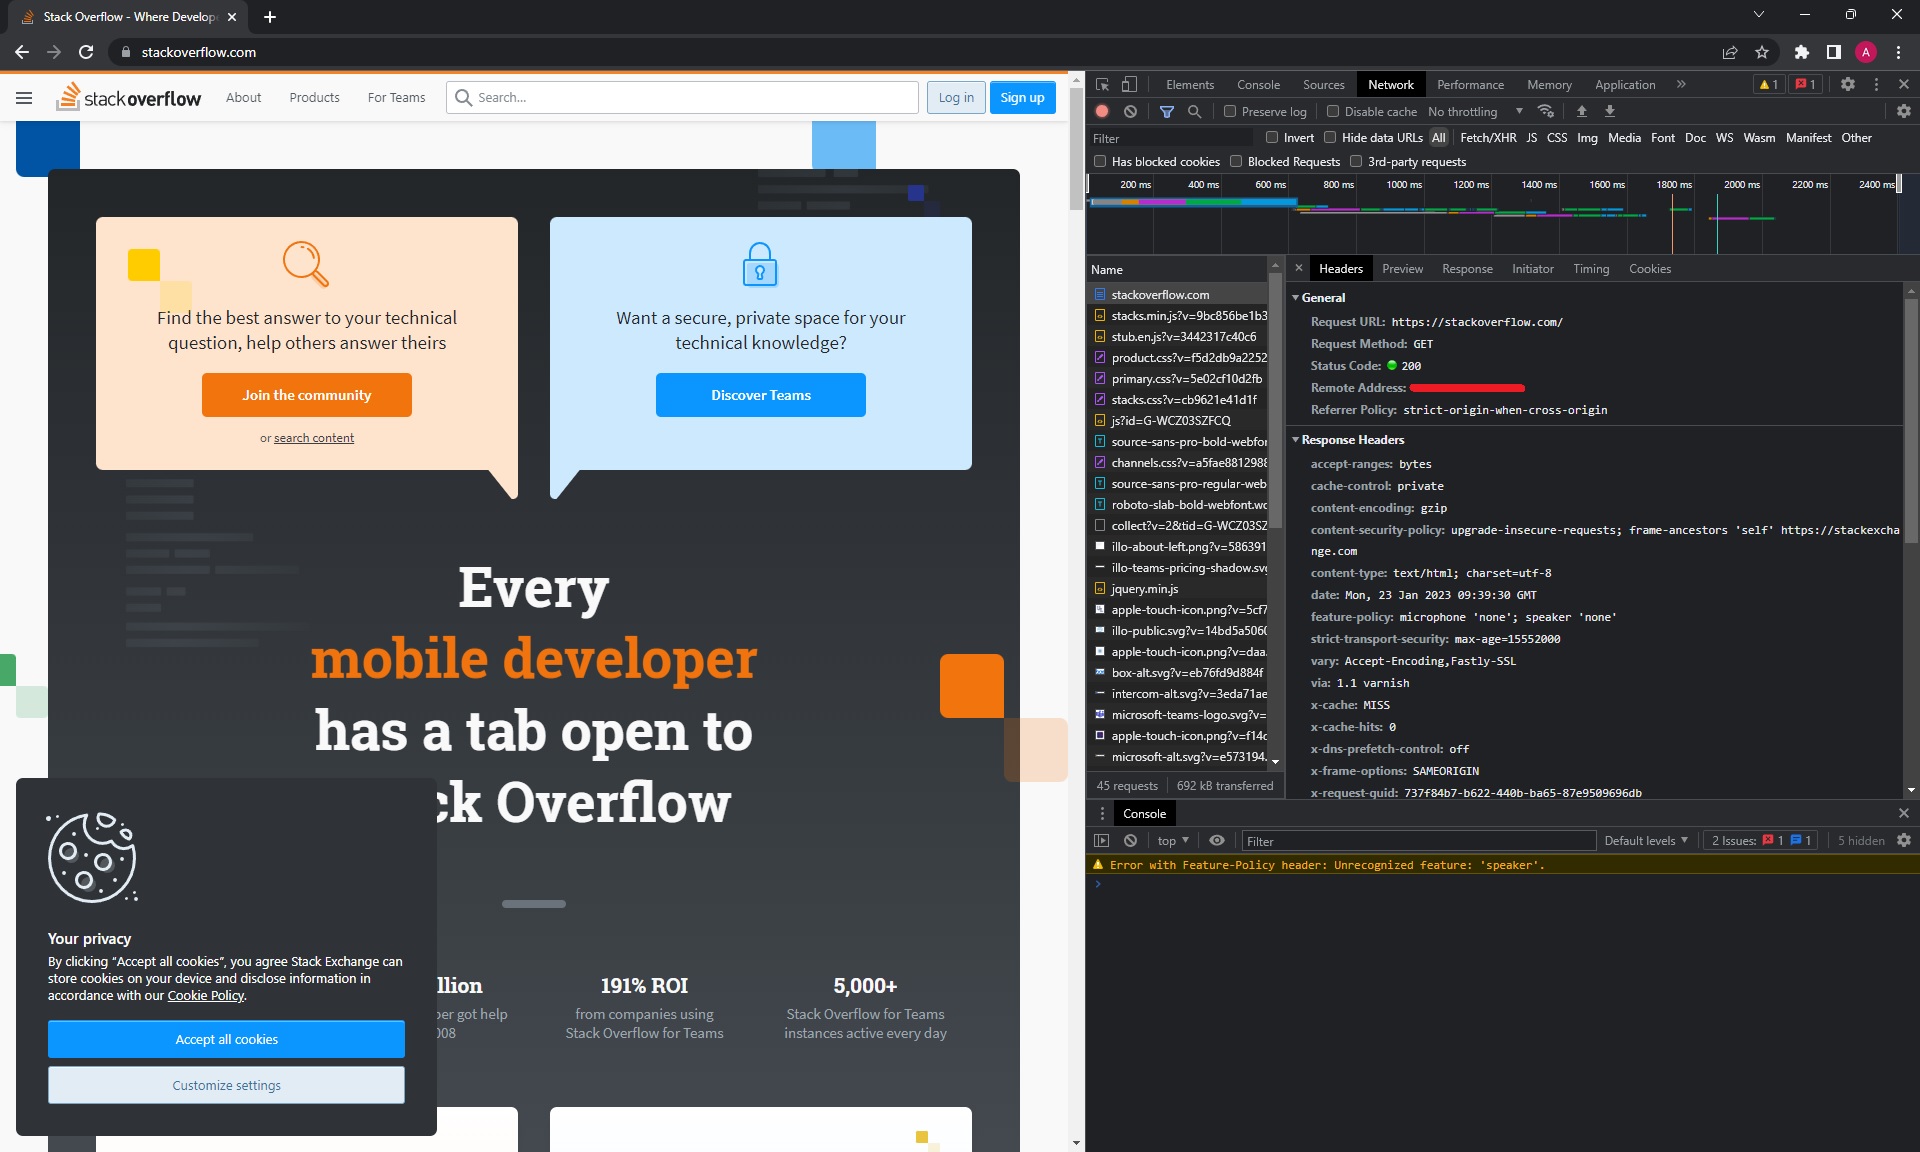 Stack Overflow - Where Develop
stackoverflow.com
A
stackoverflow
About
Products
For Teams
Search...
Log in
Sign up
Find the best answer to your technical
question, help others answer theirs
Join the community
or search content
Want a secure, private space for your
technical knowledge?
Discover Teams
Every
mobile developer
has a tab open to
ck Overflow
llion
per got help
008
191% ROI
from companies using
Stack Overflow for Teams
5,000+
Stack Overflow for Teams
instances active every day
Your privacy
By clicking “Accept all cookies”, you agree Stack Exchange can
store cookies on your device and disclose information in
accordance with our Cookie Policy.
Accept all cookies
Customize settings
Elements Console Sources Network Performance Memory Application » 1 1
Preserve log Disable cache No throttling
Filter Invert Hide data URLs All Fetch/XHR JS CSS Img Media Font Doc WS Wasm Manifest Other
Has blocked cookies Blocked Requests 3rd-party requests
200 ms 400 ms 600 ms 800 ms 1000 ms 1200 ms 1400 ms 1600 ms 1800 ms 2000 ms 2200 ms 2400 ms
Name
stackoverflow.com
stacks.min.js?v=9bc856be1b3
stub.en.js?v=3442317c40c6
product.css?v=f5d2db9a2252
primary.css?v=5e02cf10d2fb
stacks.css?v=cb9621e41d1f
js?id=G-WCZ03SZFCQ
source-sans-pro-bold-webfor
channels.css?v=a5fae8812988
source-sans-pro-regular-web
roboto-slab-bold-webfont.wo
collect?v=2&tid=G-WCZ03SZ
illo-about-left.png?v=586391
illo-teams-pricing-shadow.svg
jquery.min.js
apple-touch-icon.png?v=5cf7
illo-public.svg?v=14bd5a5060
apple-touch-icon.png?v=daa.
box-alt.svg?v=eb76fd9d884f
intercom-alt.svg?v=3eda71ae
microsoft-teams-logo.svg?v=
apple-touch-icon.png?v=f14c
microsoft-alt.svg?v=e573194.
45 requests 692 kB transferred
Headers Preview Response Initiator Timing Cookies
General
Request URL: https://stackoverflow.com/
Request Method: GET
Status Code: 200
Remote Address:
Referrer Policy: strict-origin-when-cross-origin
Response Headers
accept-ranges: bytes
cache-control: private
content-encoding: gzip
content-security-policy: upgrade-insecure-requests; frame-ancestors 'self' https://stackexcha
nge.com
content-type: text/html; charset=utf-8
date: Mon, 23 Jan 2023 09:39:30 GMT
feature-policy: microphone 'none'; speaker 'none'
strict-transport-security: max-age=15552000
vary: Accept-Encoding,Fastly-SSL
via: 1.1 varnish
x-cache: MISS
x-cache-hits: 0
x-dns-prefetch-control: off
x-frame-options: SAMEORIGIN
x-request-guid: 737f84b7-b622-440b-ba65-87e9509696db
Console
top Filter Default levels 2 Issues: 1 1 5 hidden
Error with Feature-Policy header: Unrecognized feature: 'speaker'.